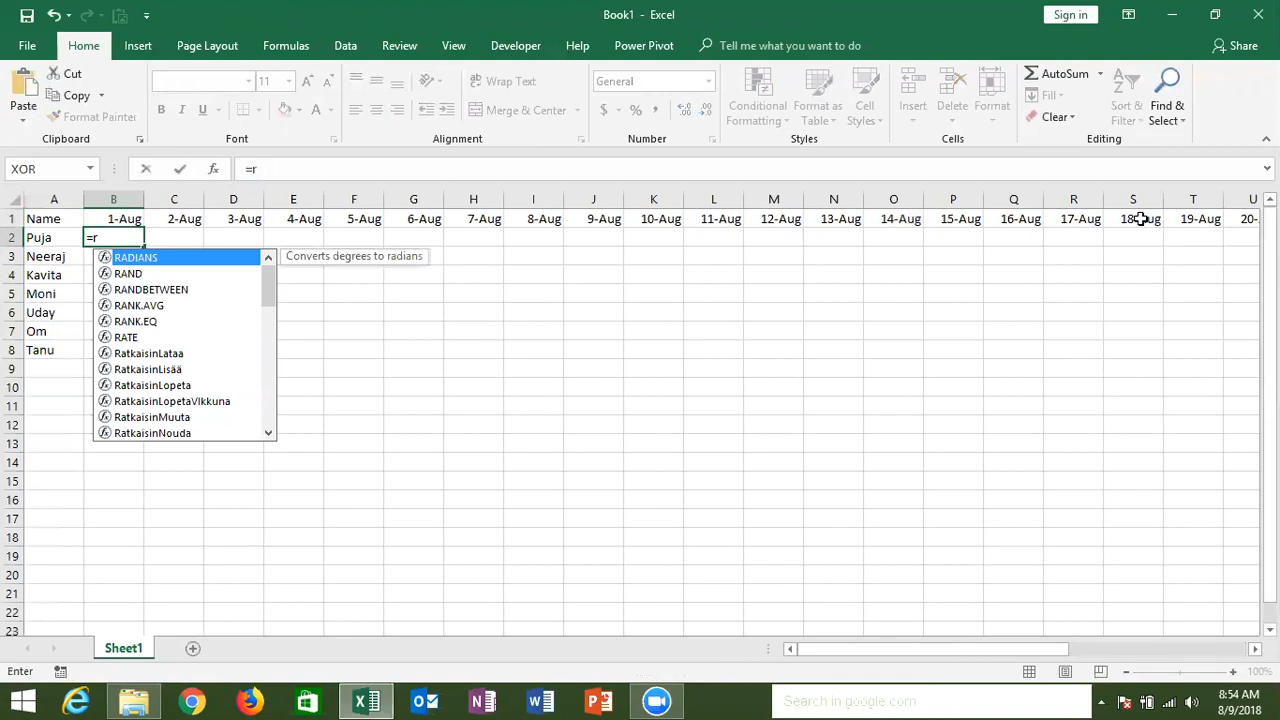 Book1 - Excel
Sign in
File Home Insert Page Layout Formulas Data Review View Developer Help Power Pivot Tell me what you want to do Share
Paste Cut Copy Format Painter
11 Wrap Text General
B I U A A A Merge & Center $ % , Conditional Formatting Format as Table Cell Styles Insert Delete Format AutoSum Fill Clear Sort & Filter Find & Select
Clipboard Font Alignment Number Styles Cells Editing
XOR fx =r
A B C D E F G H I J K L M N O P Q R S T U
1 Name 1-Aug 2-Aug 3-Aug 4-Aug 5-Aug 6-Aug 7-Aug 8-Aug 9-Aug 10-Aug 11-Aug 12-Aug 13-Aug 14-Aug 15-Aug 16-Aug 17-Aug 18-Aug 19-Aug 20-
2 Puja =r
3 Neeraj
4 Kavita
5 Moni
6 Uday
7 Om
8 Tanu
9
10
11
12
13
14
15
16
17
18
19
20
21
22
23
RADIANS Converts degrees to radians
RAND
RANDBETWEEN
RANK.AVG
RANK.EQ
RATE
RatkaisinLataa
RatkaisinLisää
RatkaisinLopeta
RatkaisinLopetaVIkkuna
RatkaisinMuuta
RatkaisinNouda
Sheet1
Enter 100%
Search in google.com
8:54 AM
8/9/2018